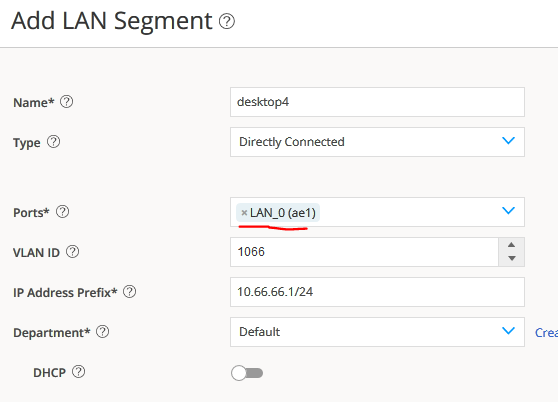 Add LAN Segment ?
Name* ? desktop4
Type ? Directly Connected
Ports* ? × LAN_0 (ae1)
VLAN ID ? 1066
IP Address Prefix* ? 10.66.66.1/24
Department* ? Default Crea
DHCP ?